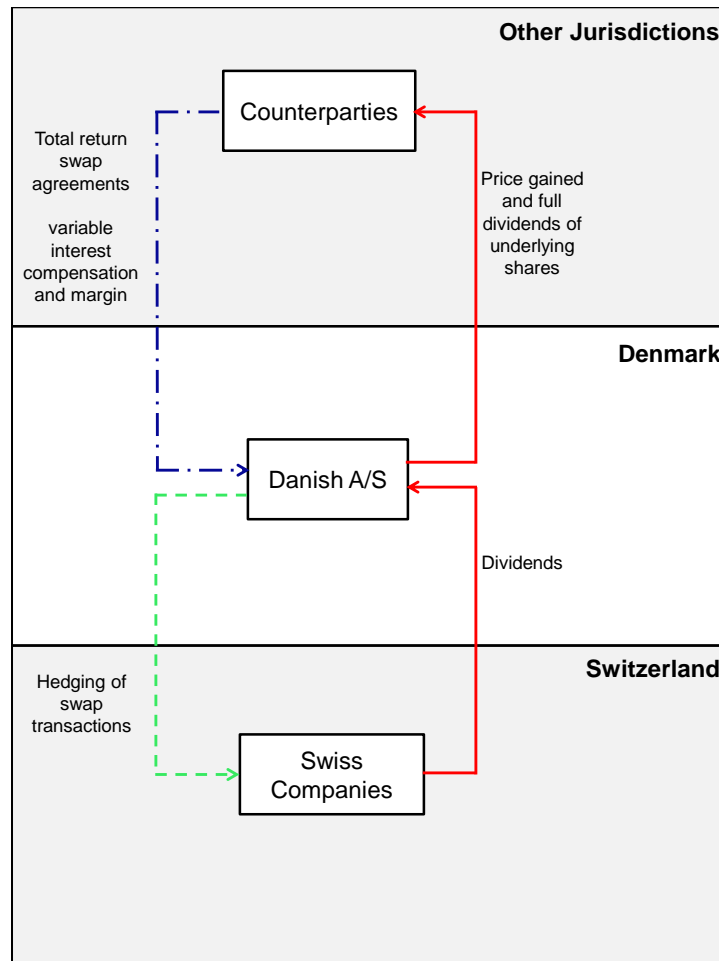 Other Jurisdictions
Counterparties
Total return
swap
agreements
variable
interest
compensation
and margin
Price gained
and full
dividends of
underlying
shares
Denmark
Danish A/S
Dividends
Switzerland
Hedging of
swap
transactions
Swiss
Companies